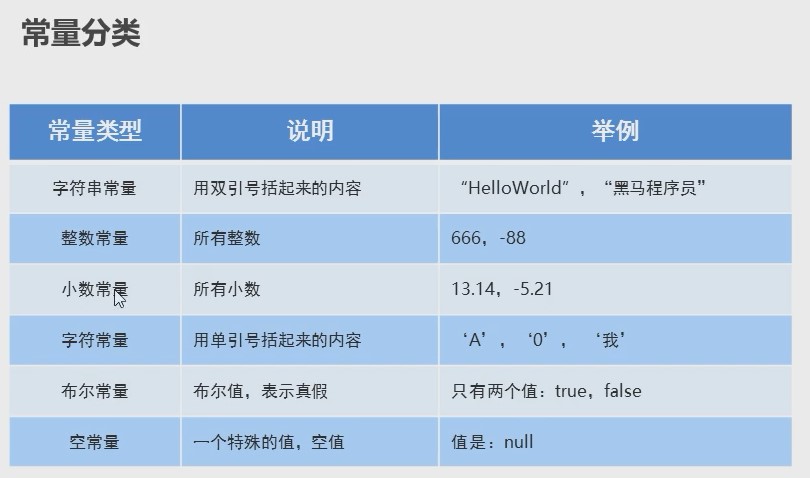 常量分类
常量类型 说明 举例
字符串常量 用双引号括起来的内容 “HelloWorld”，“黑马程序员”
整数常量 所有整数 666，-88
小数常量 所有小数 13.14，-5.21
字符常量 用单引号括起来的内容 ‘A’，‘0’，‘我’
布尔常量 布尔值，表示真假 只有两个值：true，false
空常量 一个特殊的值，空值 值是：null